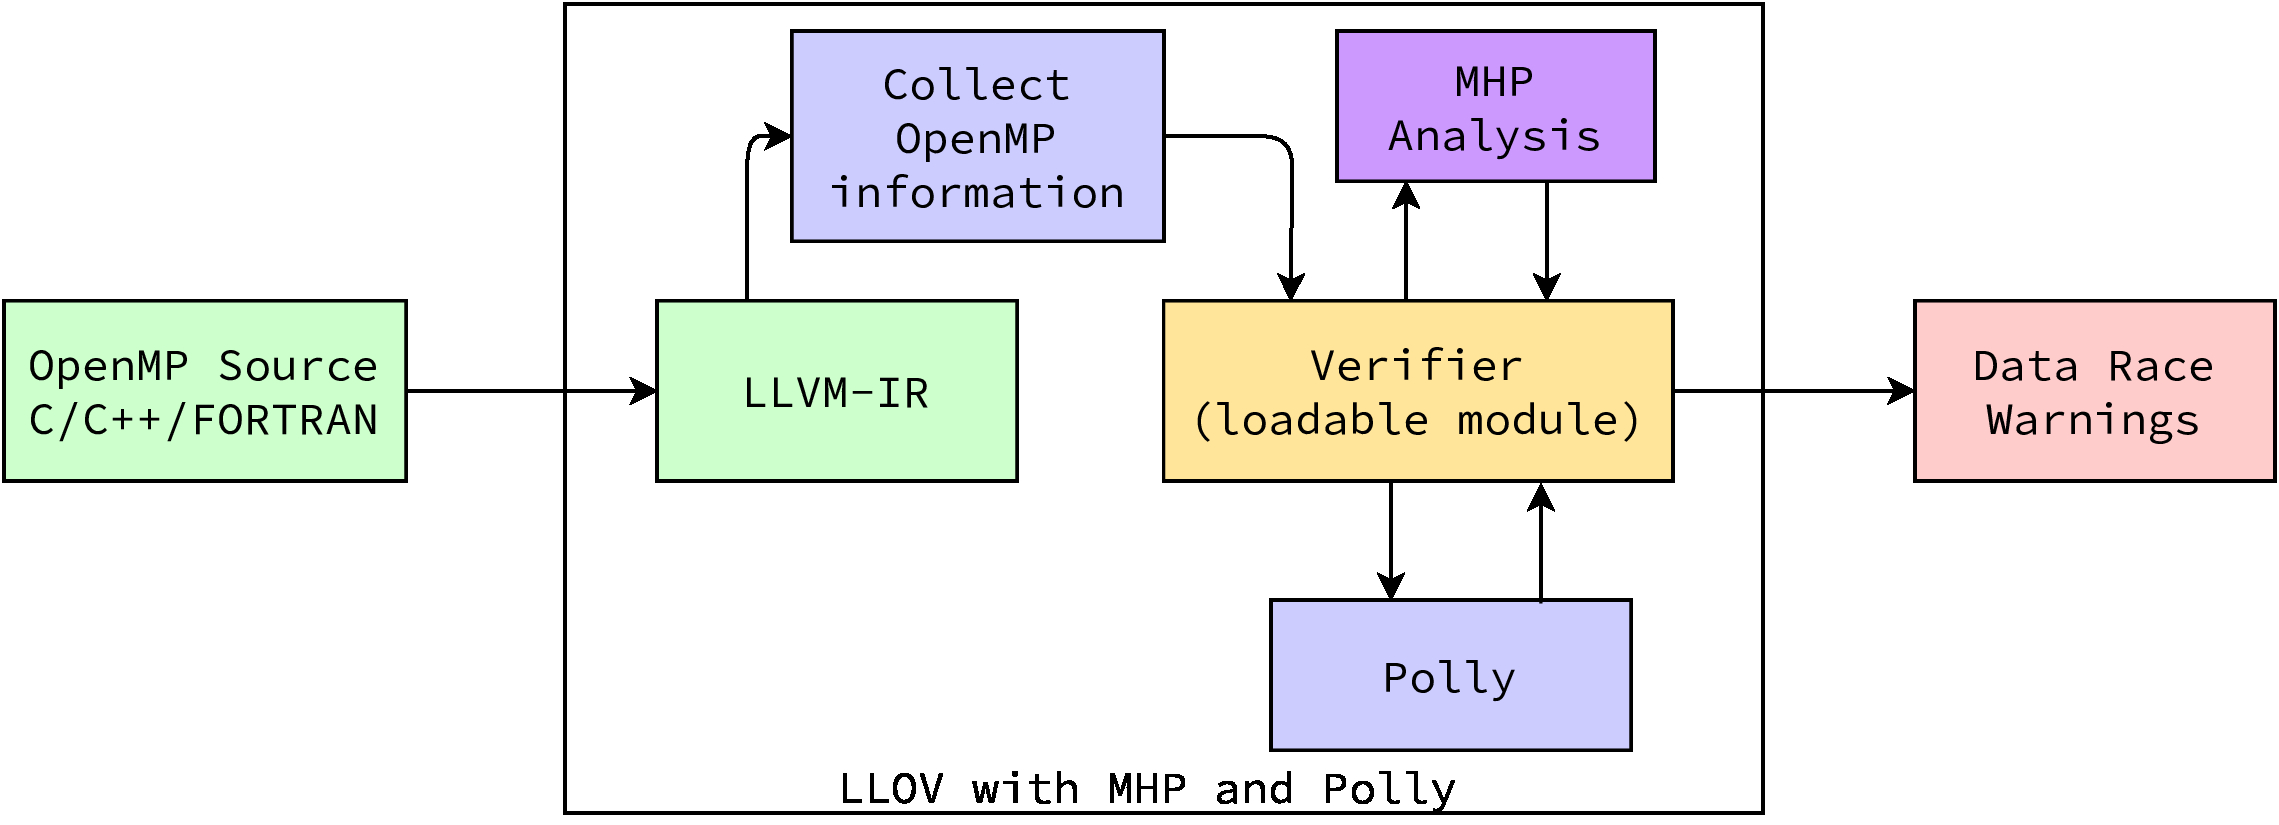 Collect
OpenMP
information
MHP
Analysis
OpenMP Source
C/C++/FORTRAN
LLVM-IR
Verifier
(loadable module)
Data Race
Warnings
Polly
LLOV with MHP and Polly